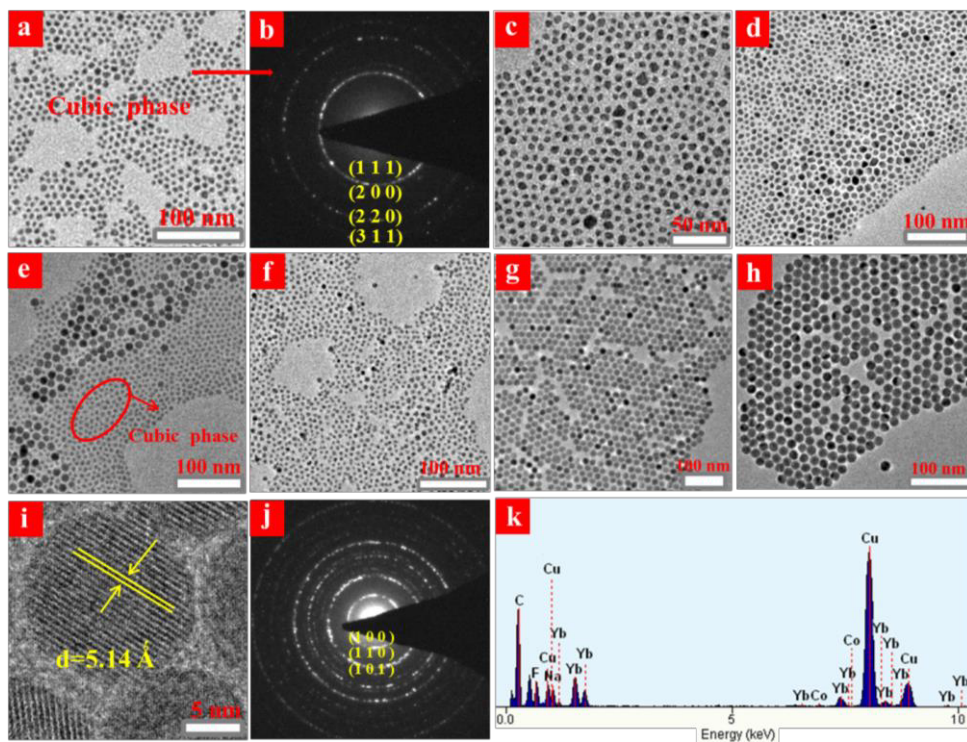 a
Cubic phase
100 nm
b
(1 1 1)
(2 0 0)
(2 2 0)
(3 1 1)
c
50 nm
d
100 nm
e
Cubic phase
100 nm
f
100 nm
g
100 nm
h
100 nm
i
d=5.14 Å
5 nm
j
(1 0 0)
(1 1 0)
(1 0 1)
k
Cu
Cu
C
Yb
Co
Yb
Yb
Cu
Yb
Cu
F
Na
Yb
Yb
Yb
Yb
Yb
Yb
Co
Yb
Yb
0.0
5
10
Energy (keV)